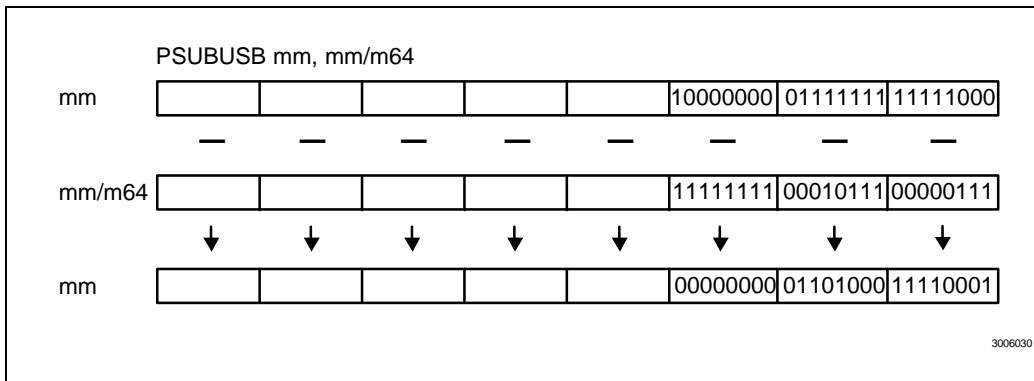 PSUBUSB mm, mm/m64
mm 10000000 01111111 11111000
— — — — — — — —
mm/m64 11111111 00010111 00000111
mm 00000000 01101000 11110001
3006030